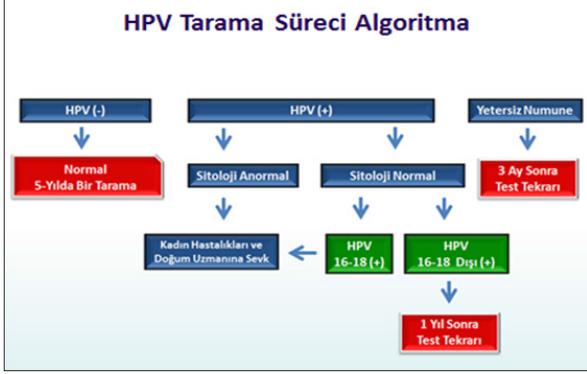 HPV Tarama Süreci Algoritma
HPV (-)
HPV (+)
Yetersiz Numune
Normal
5-Yılda Bir Tarama
Sitoloji Anormal
Sitoloji Normal
3 Ay Sonra
Test Tekrarı
Kadın Hastalıkları ve
Doğum Uzmanına Sevk
HPV
16-18 (+)
HPV
16-18 Dışı (+)
1 Yıl Sonra
Test Tekrarı